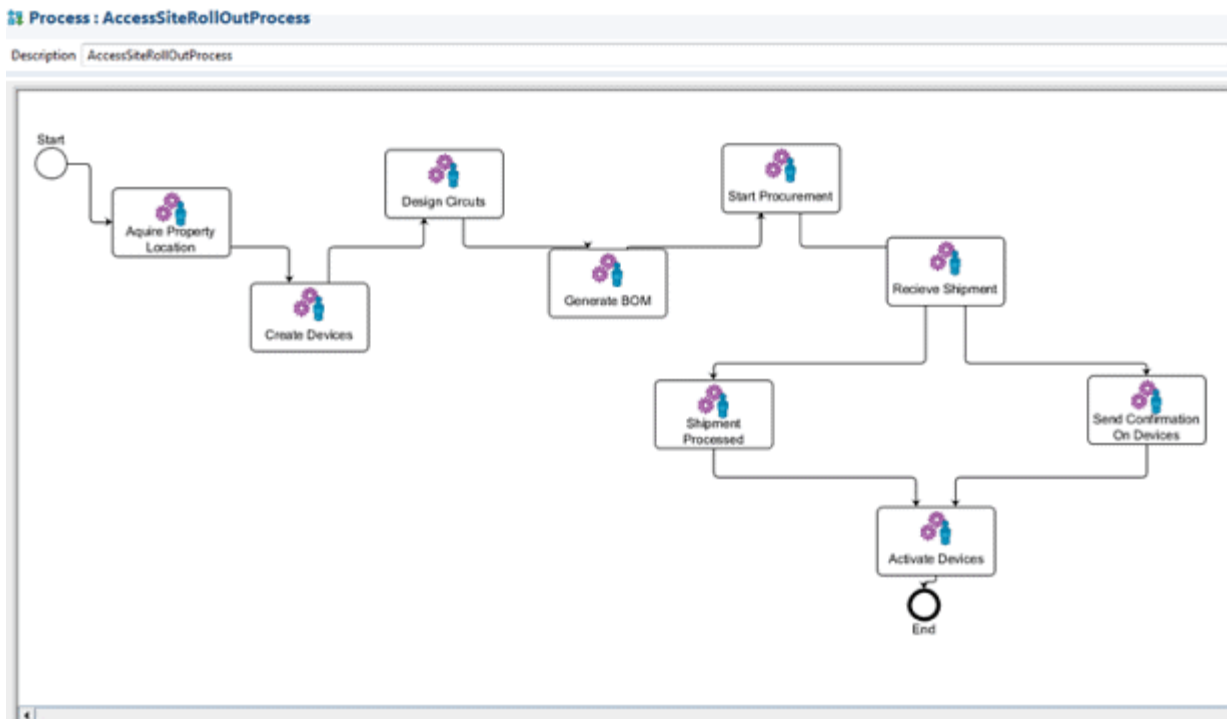 Process : AccessSiteRollOutProcess
Description AccessSiteRollOutProcess
Start
Aquire Property
Location
Create Devices
Design Circuts
Generate BOM
Start Procurement
Recieve Shipment
Shipment
Processed
Send Confirmation
On Devices
Activate Devices
End